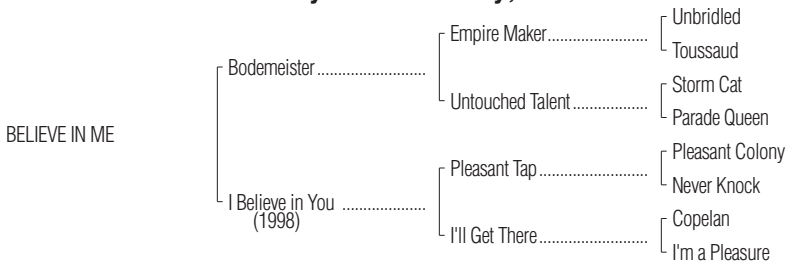 Unbridled
Empire Maker..........................
Toussaud
Bodemeister...........................
Storm Cat
Untouched Talent...................
Parade Queen
BELIEVE IN ME
Pleasant Colony
Pleasant Tap...........................
Never Knock
I Believe in You .....................
(1998)
Copelan
I'll Get There...........................
I'm a Pleasure